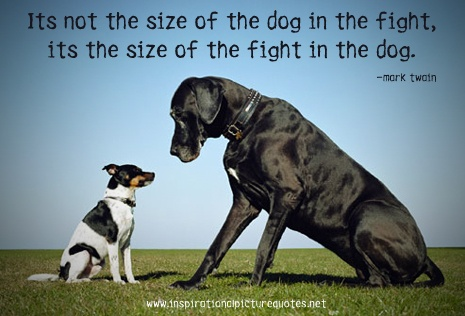 Its not the size of the dog in the fight,
its the size of the fight in the dog.
-mark twain
www.inspirationalpicturequotes.net